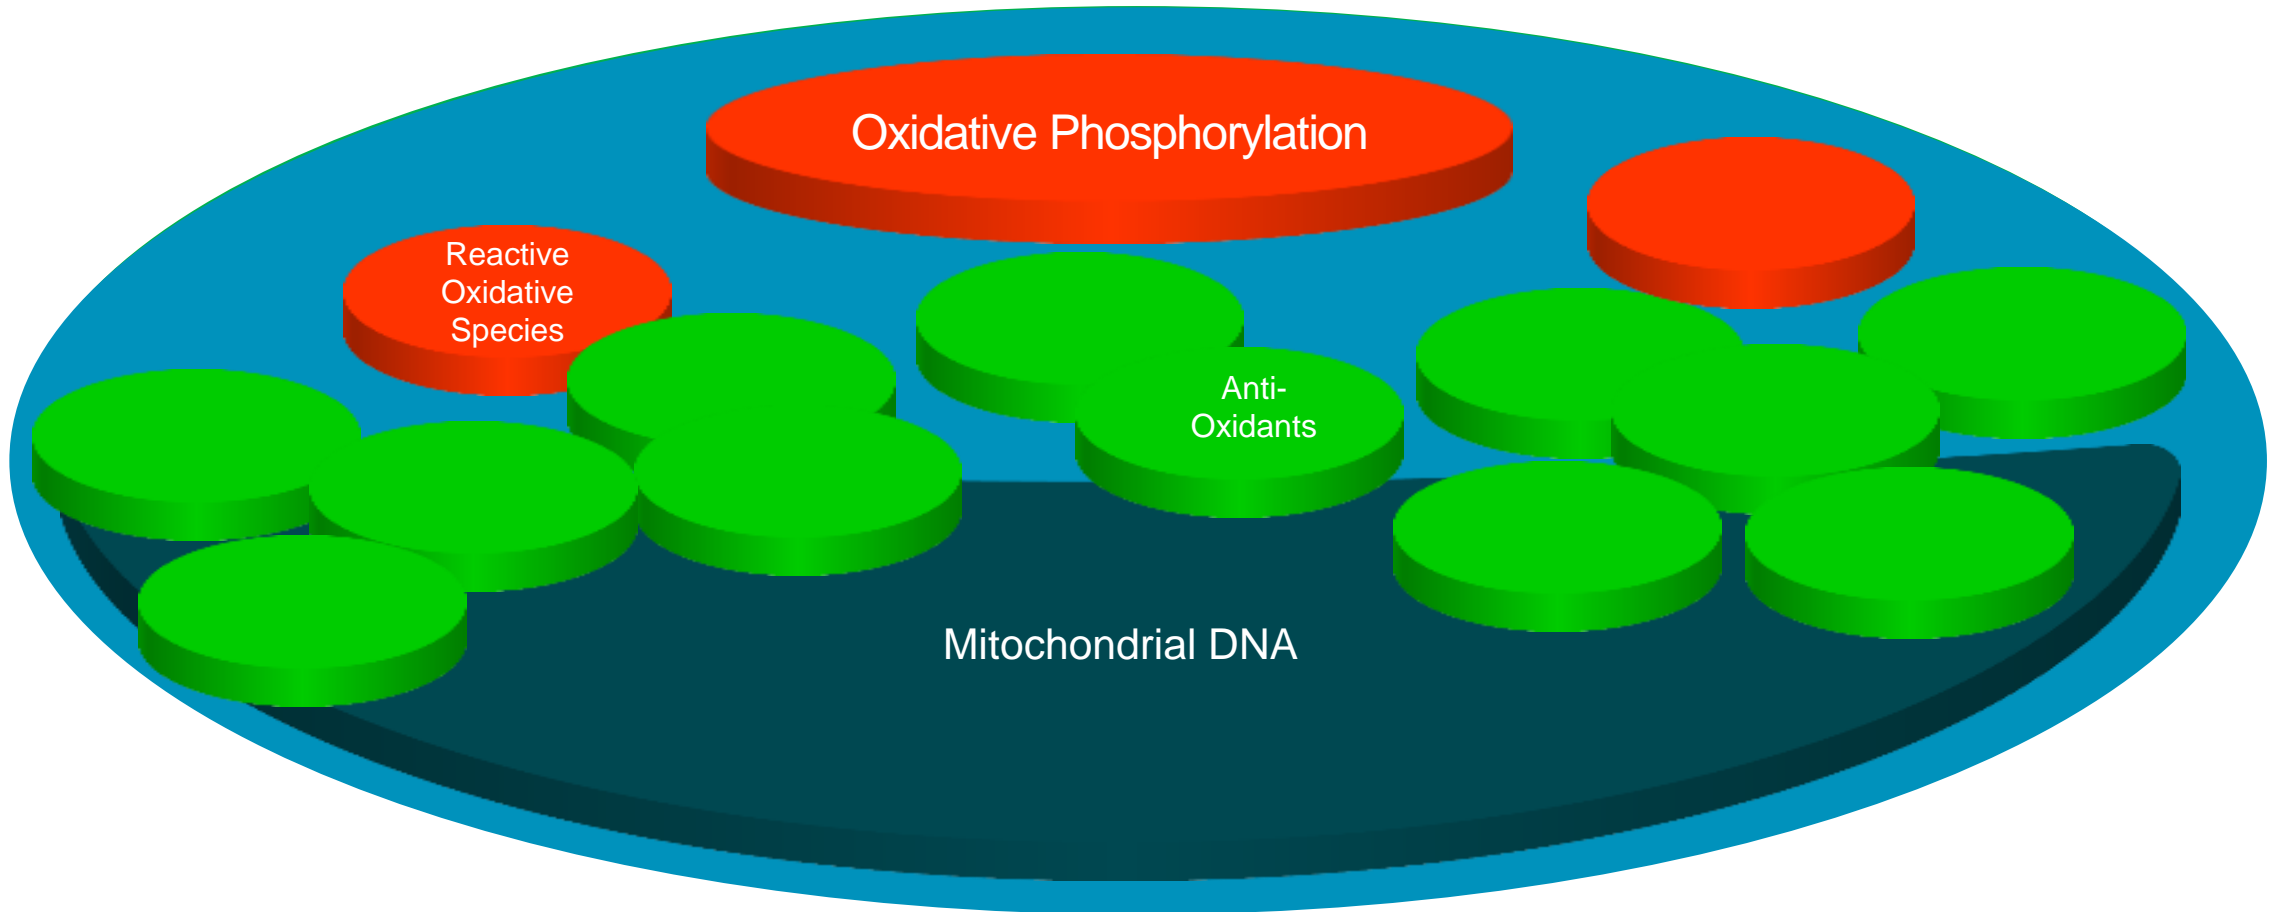 Oxidative Phosphorylation
Reactive
Oxidative
Species
Anti-
Oxidants
Mitochondrial DNA